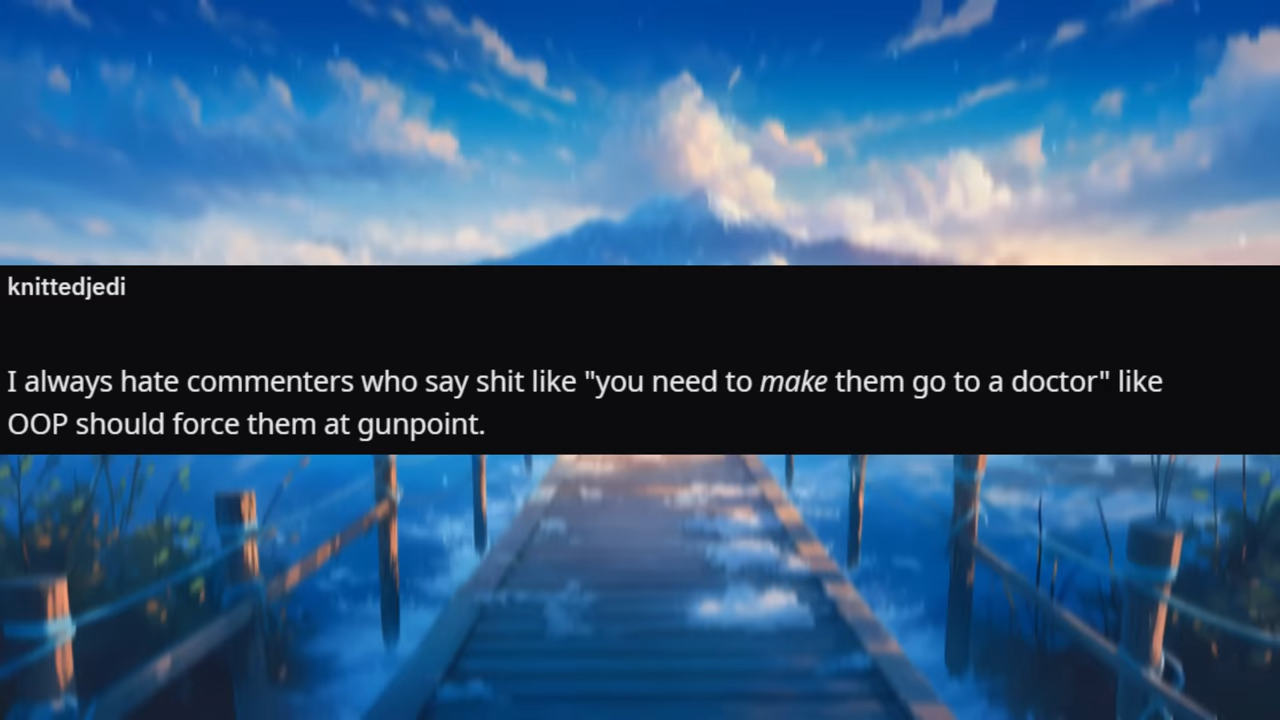 knittedjedi
I always hate commenters who say shit like "you need to make them go to a doctor" like
OOP should force them at gunpoint.